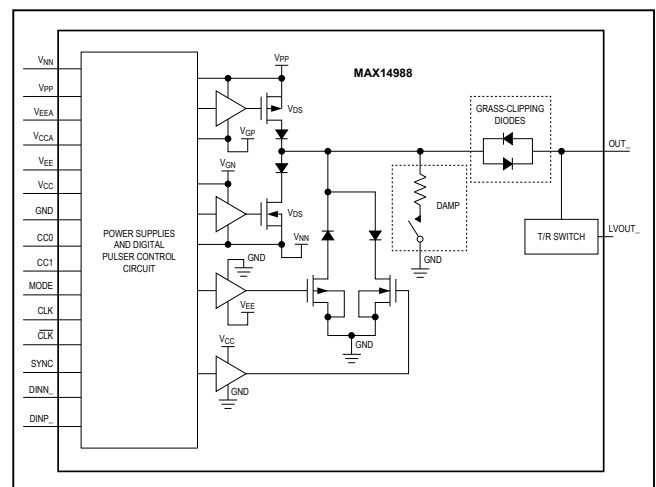 MAX14988
VNN
VPP
VEEA
VCCA
VEE
VCC
GND
CC0
CC1
MODE
CLK
CLK
SYNC
DINN_
DINP_
POWER SUPPLIES
AND DIGITAL
PULSER CONTROL
CIRCUIT
VPP
VDS
VGP
VGN
VDS
VNN
GND
VEE
VCC
GND
GND
DAMP
GND
GRASS-CLIPPING
DIODES
OUT_
T/R SWITCH
LVOUT_